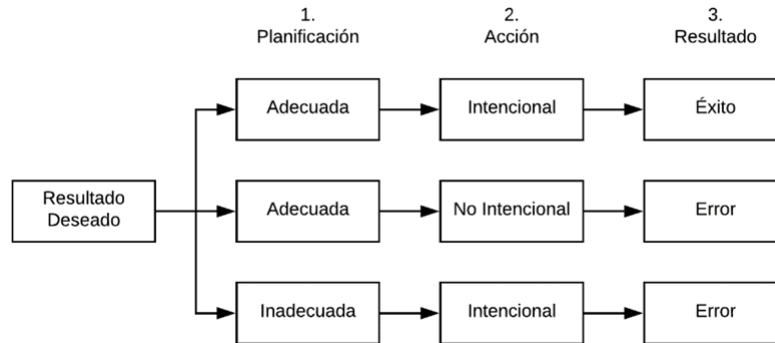 1.
Planificación
2.
Acción
3.
Resultado
Adecuada
Intencional
Éxito
Resultado
Deseado
Adecuada
No Intencional
Error
Inadecuada
Intencional
Error